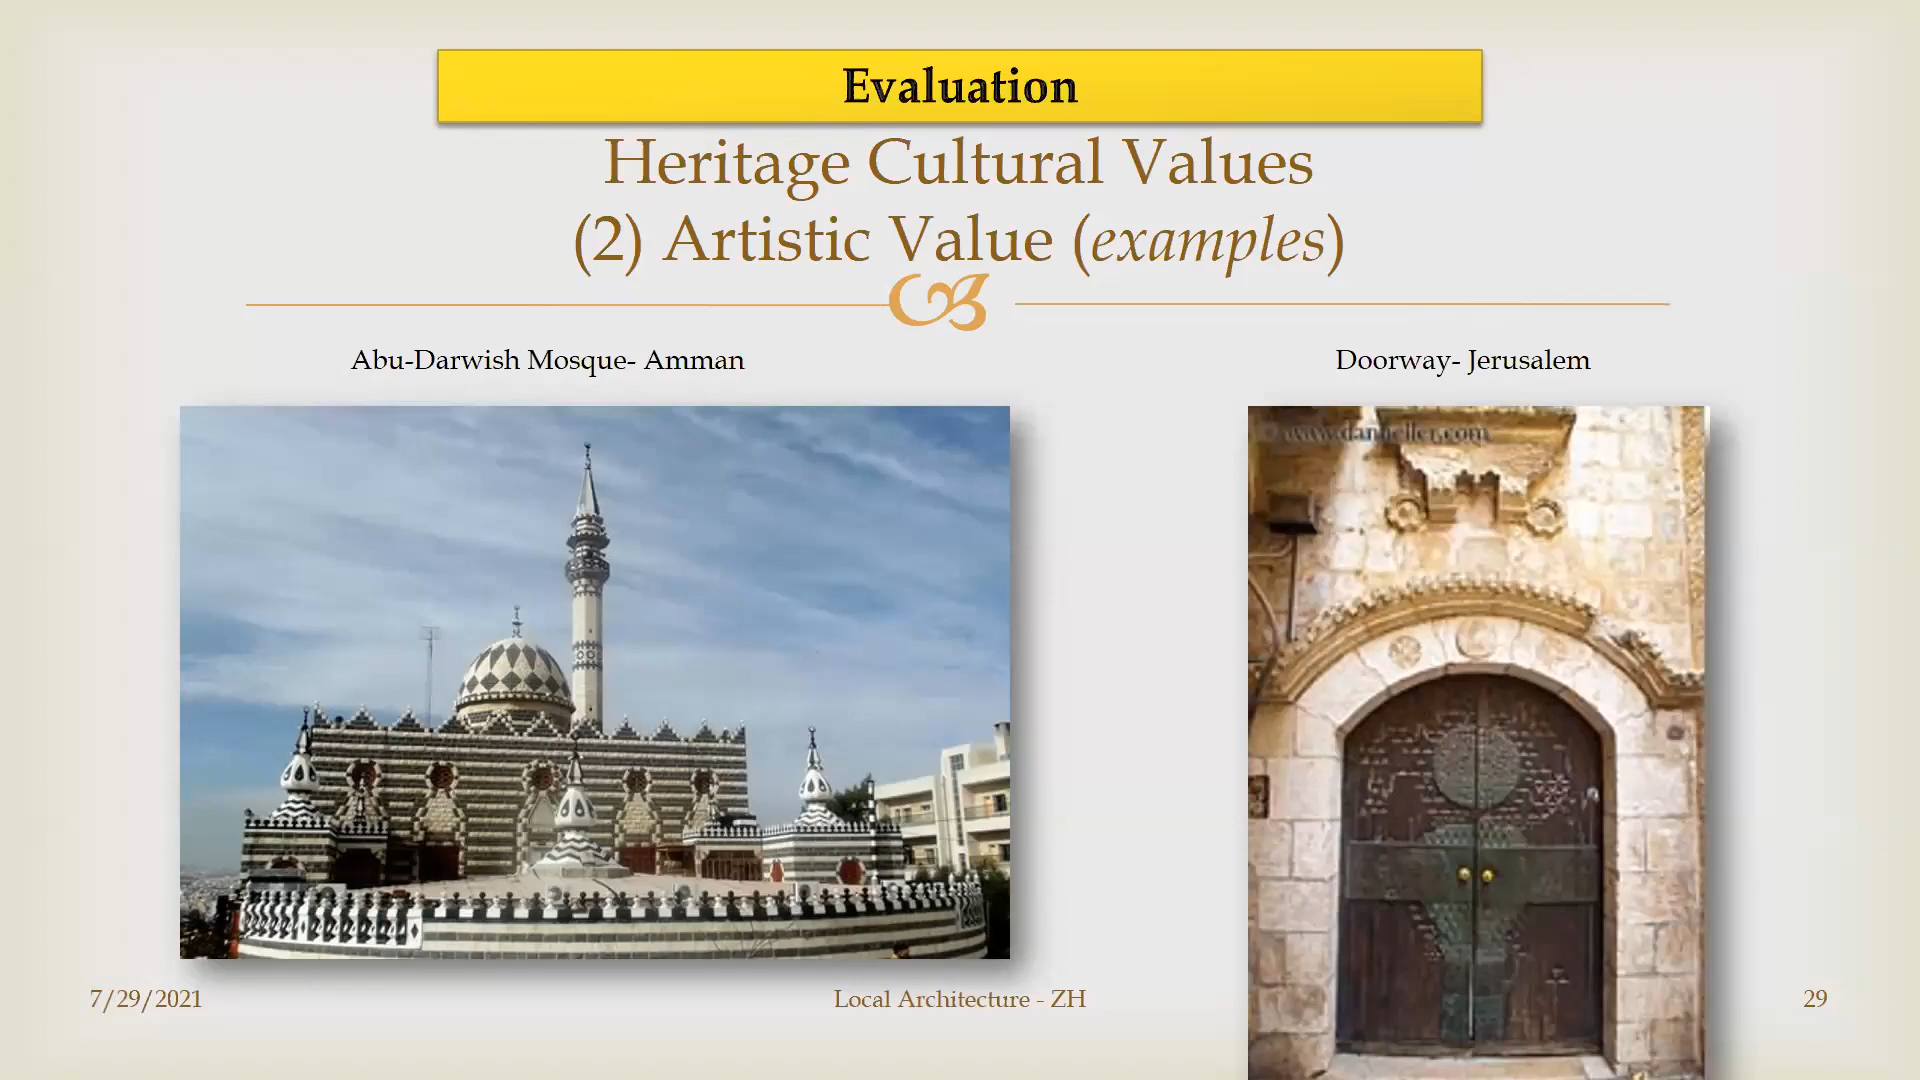 Evaluation
Heritage Cultural Values
(2) Artistic Value (examples)
Abu-Darwish Mosque- Amman
Doorway- Jerusalem
7/29/2021
Local Architecture - ZH
29